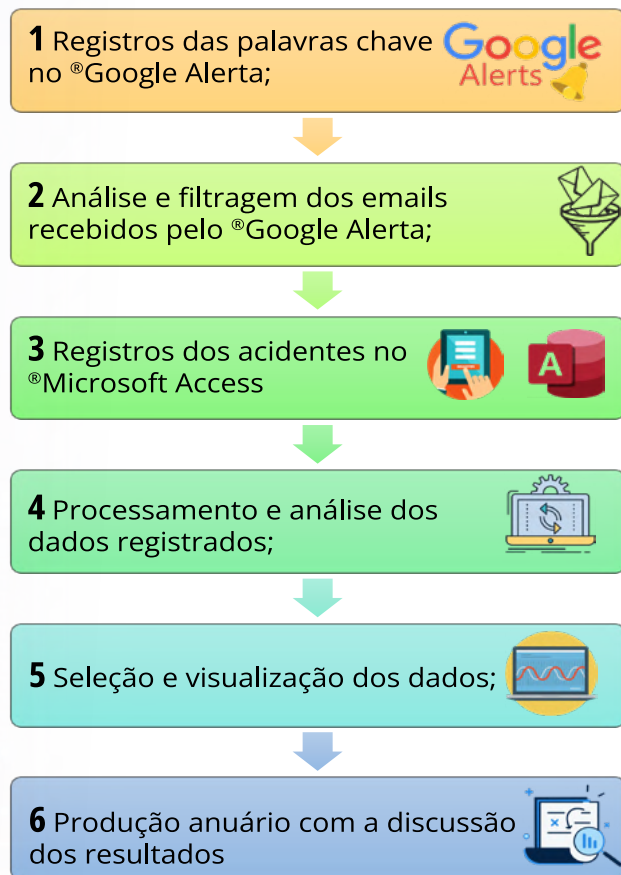 1 Registros das palavras chave
no ®Google Alerta;
Google
Alerts
2 Análise e filtragem dos emails
recebidos pelo ®Google Alerta;
3 Registros dos acidentes no
®Microsoft Access
A
4 Processamento e análise dos
dados registrados;
5 Seleção e visualização dos dados;
6 Produção anuário com a discussão
dos resultados